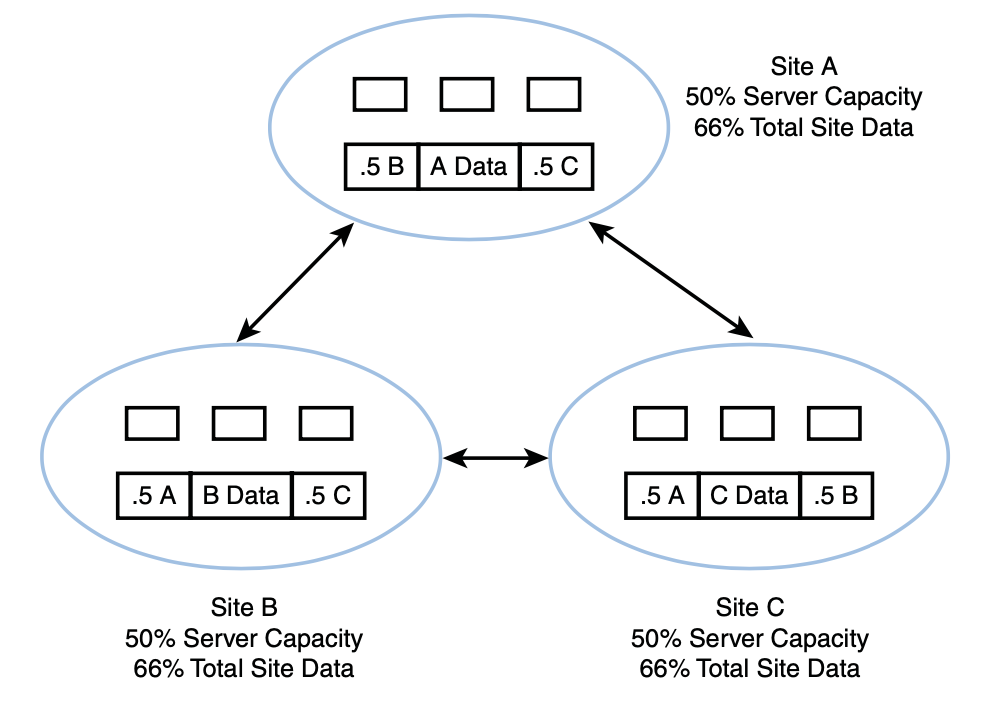 Site A
50% Server Capacity
66% Total Site Data
.5 B A Data .5 C
.5 A B Data .5 C
.5 A C Data .5 B
Site B
50% Server Capacity
66% Total Site Data
Site C
50% Server Capacity
66% Total Site Data